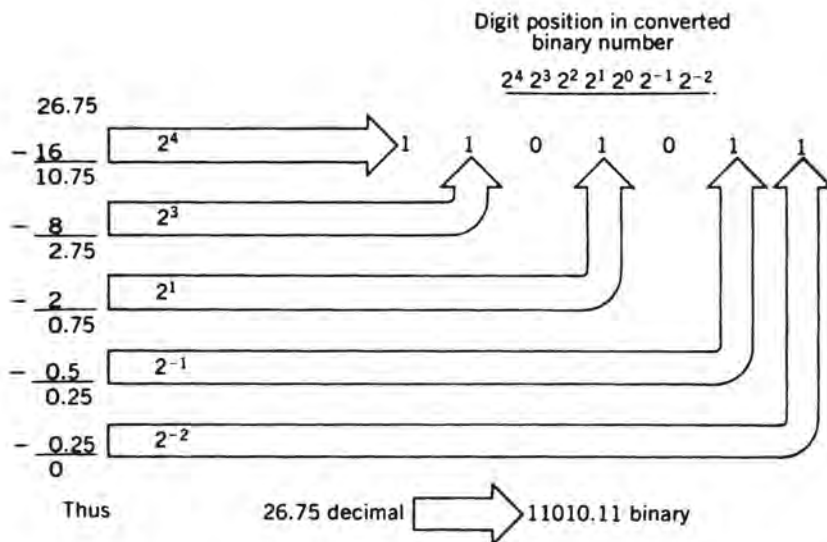 Digit position in converted
binary number
2⁴ 2³ 2² 2¹ 2⁰ 2⁻¹ 2⁻²
26.75
- 16 2⁴ 1 1 0 1 0 1 1
10.75
- 8 2³
2.75
- 2 2¹
0.75
- 0.5 2⁻¹
0.25
- 0.25 2⁻²
0
Thus 26.75 decimal 11010.11 binary